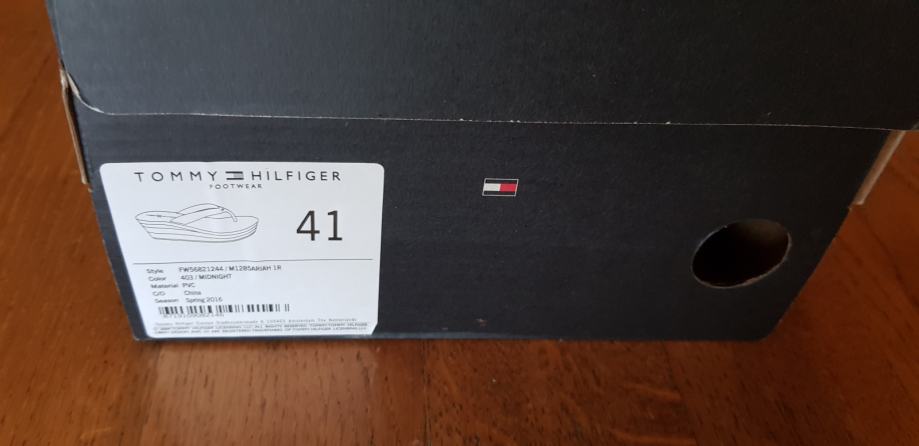 TOMMY HILFIGER
FOOTWEAR
41
Style FW56821244 / M1285ARIAH 1R
Color 403 / MIDNIGHT
Material PVC
C/O China
Season Spring 2016